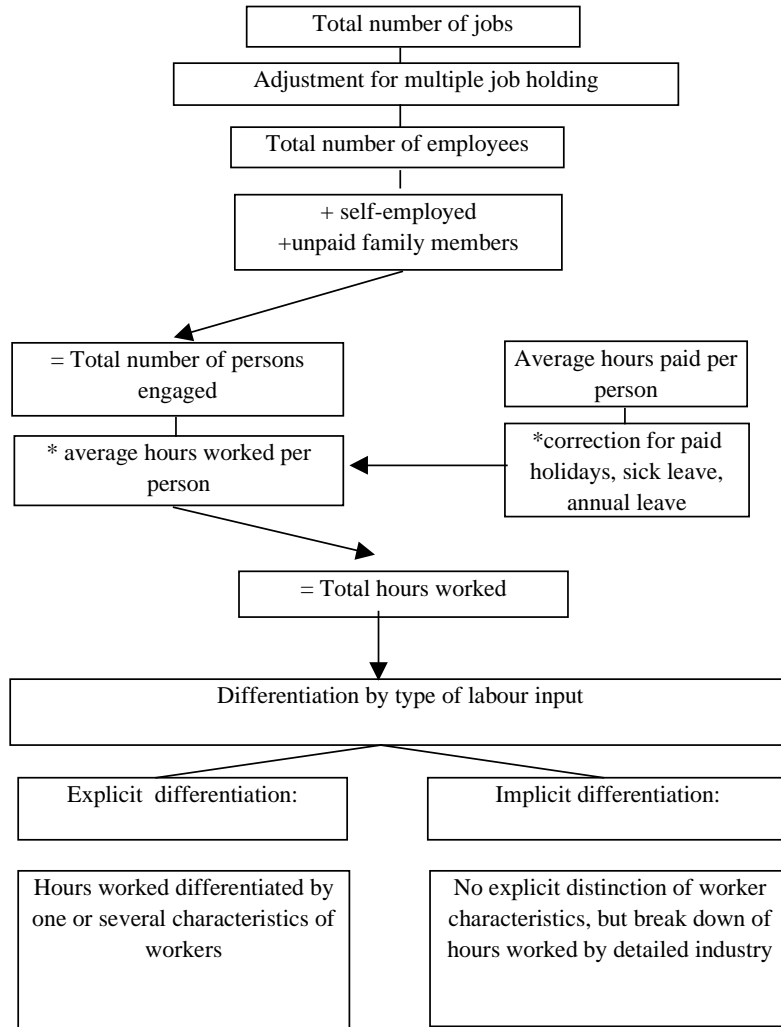 Total number of jobs
Adjustment for multiple job holding
Total number of employees
+ self-employed
+unpaid family members
= Total number of persons
engaged
Average hours paid per
person
* average hours worked per
person
*correction for paid
holidays, sick leave,
annual leave
= Total hours worked
Differentiation by type of labour input
Explicit differentiation:
Implicit differentiation:
Hours worked differentiated by
one or several characteristics of
workers
No explicit distinction of worker
characteristics, but break down of
hours worked by detailed industry